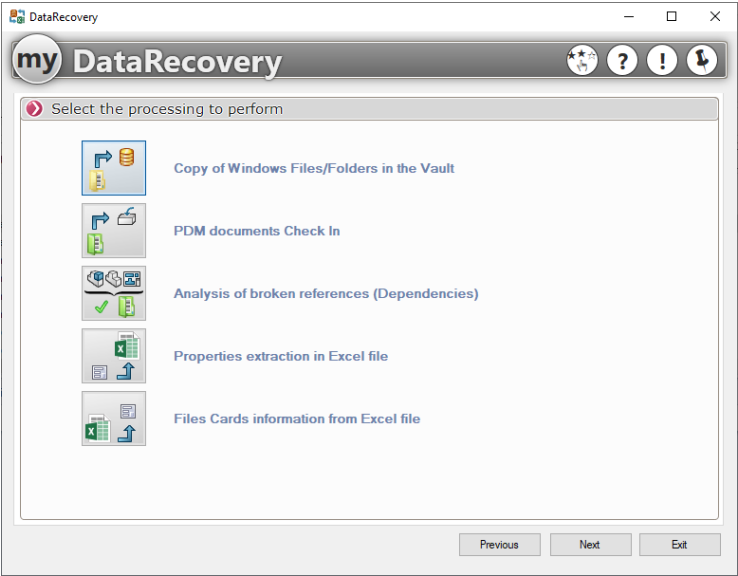 DataRecovery
my DataRecovery
Select the processing to perform
Copy of Windows Files/Folders in the Vault
PDM documents Check In
Analysis of broken references (Dependencies)
Properties extraction in Excel file
Files Cards information from Excel file
Previous Next Exit